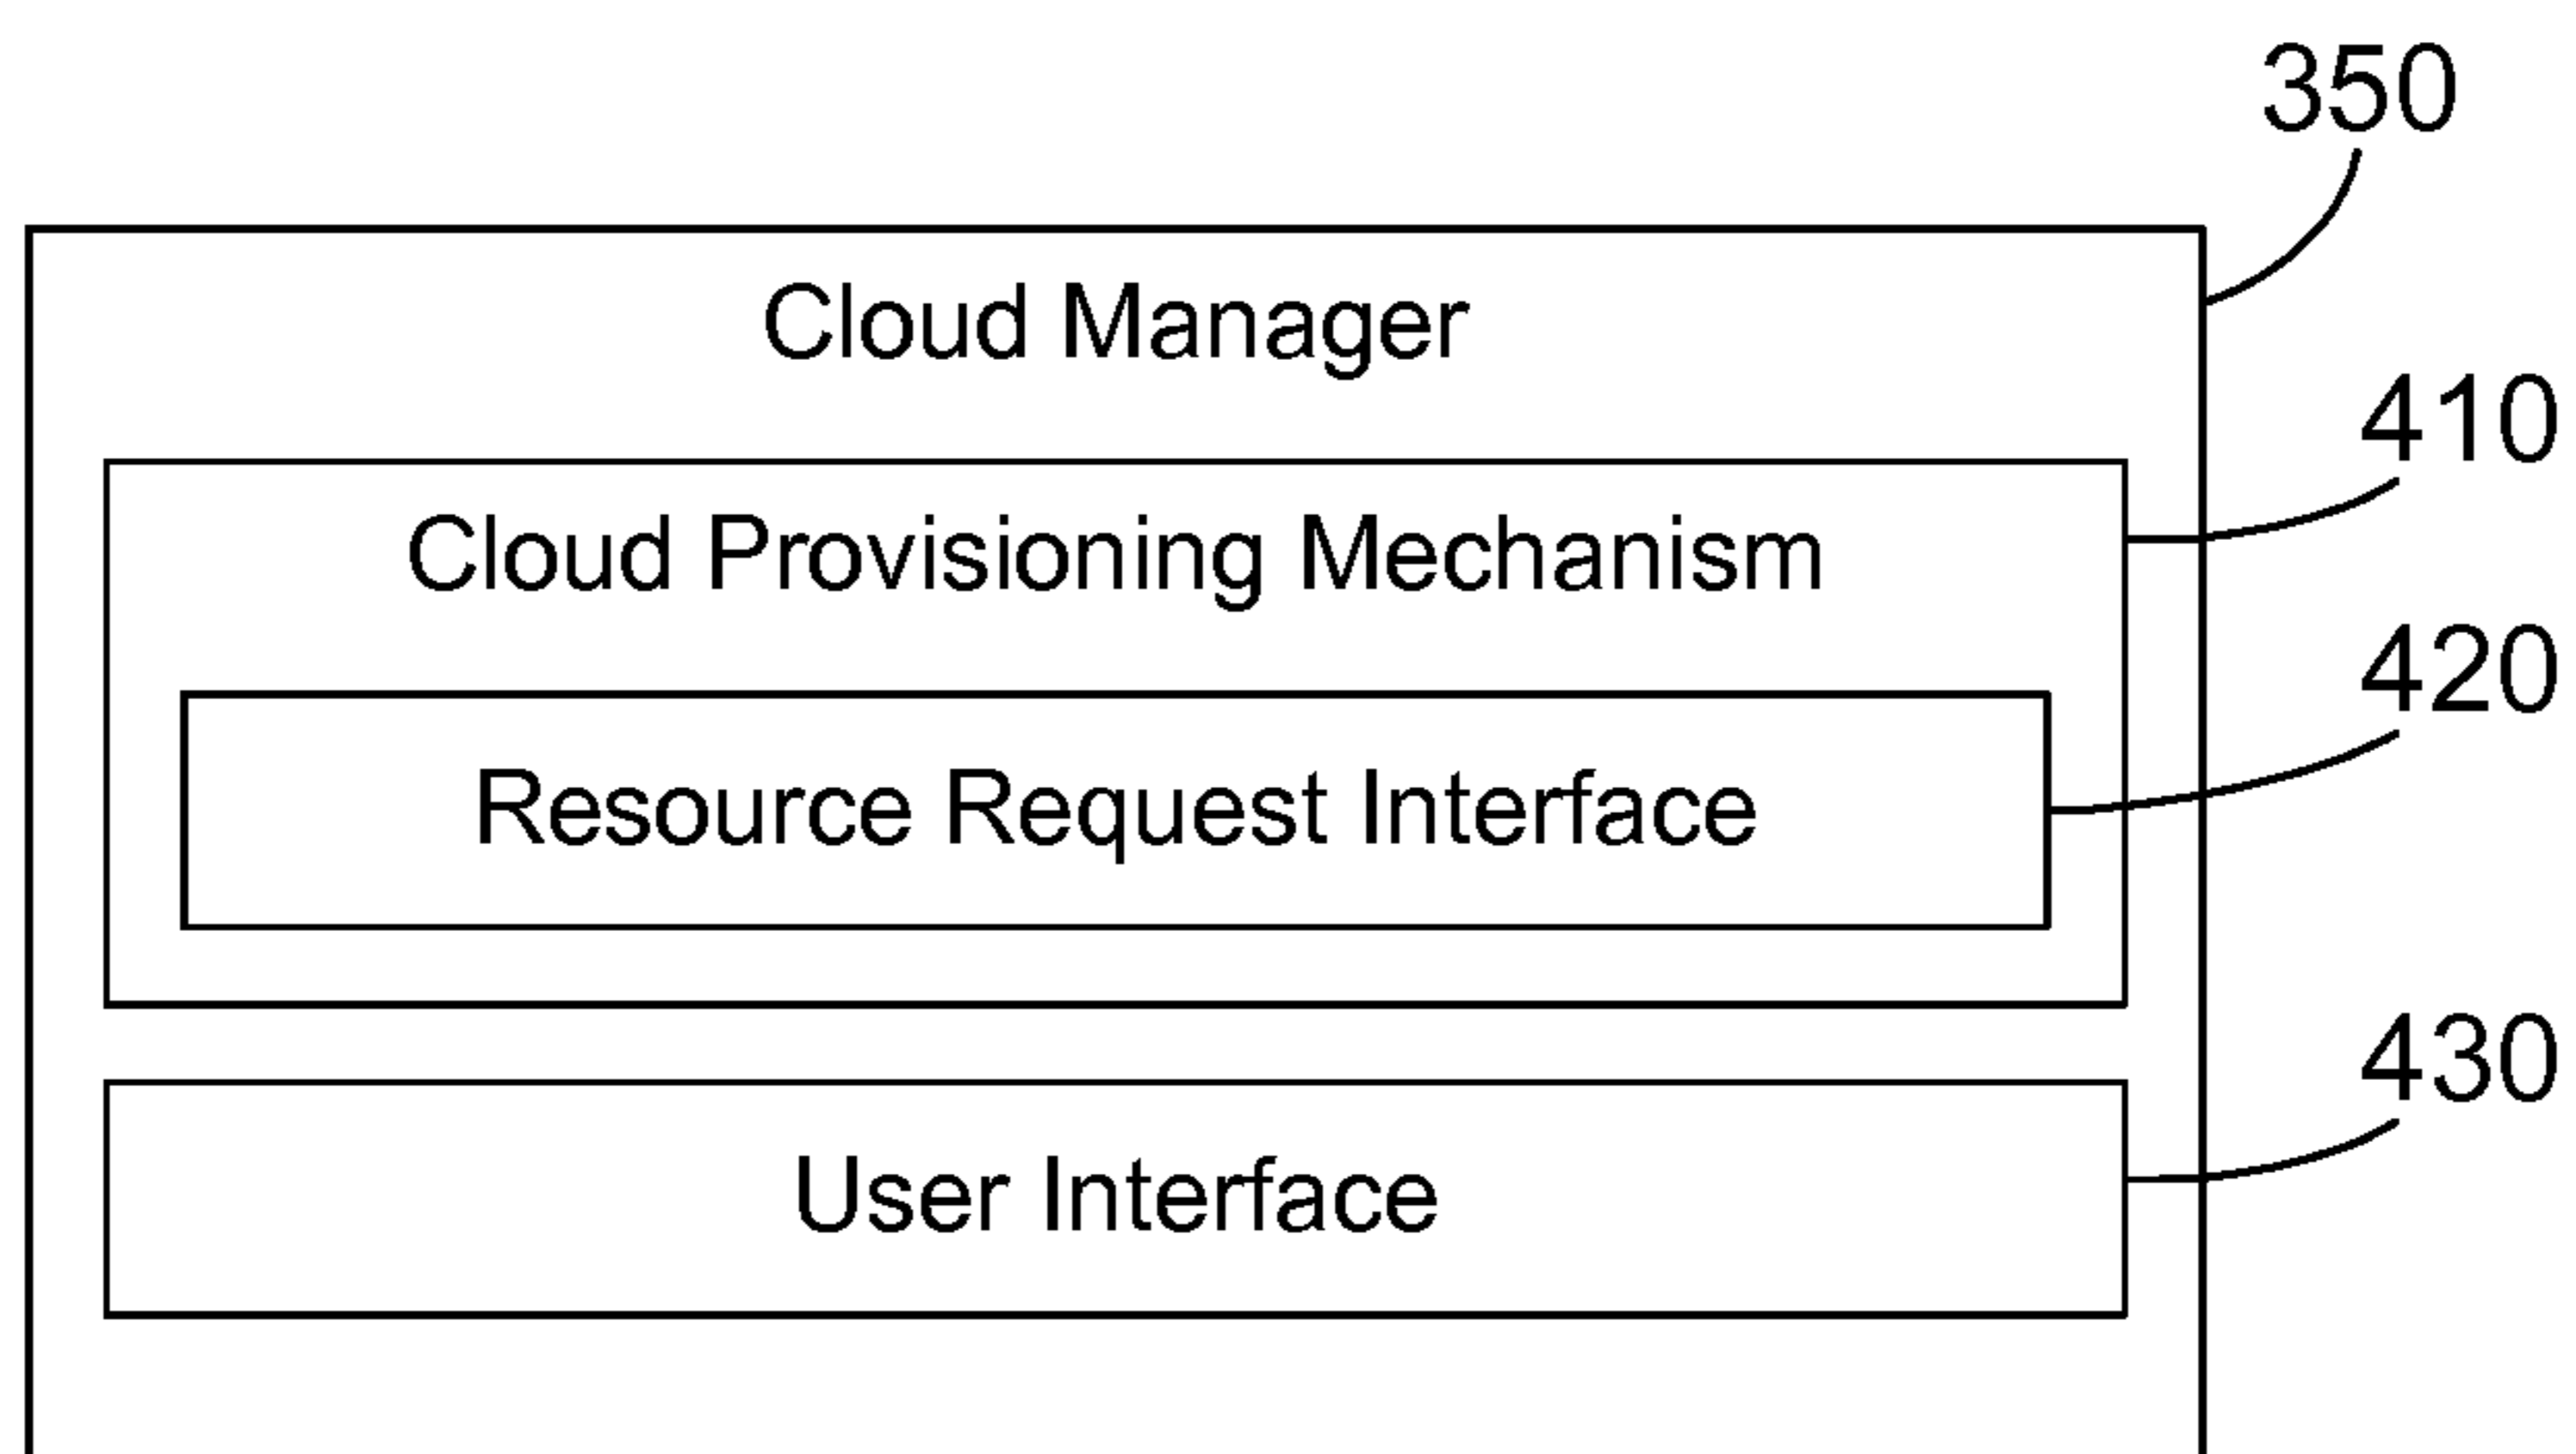 350
Cloud Manager
410
Cloud Provisioning Mechanism
420
Resource Request Interface
430
User Interface